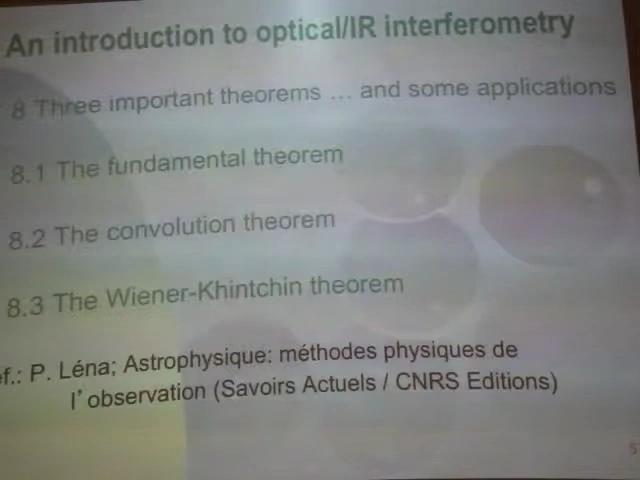 An introduction to optical/IR interferometry
8 Three important theorems … and some applications
8.1 The fundamental theorem
8.2 The convolution theorem
8.3 The Wiener-Khintchin theorem
ef.: P. Léna; Astrophysique: méthodes physiques de
l’observation (Savoirs Actuels / CNRS Editions)
5